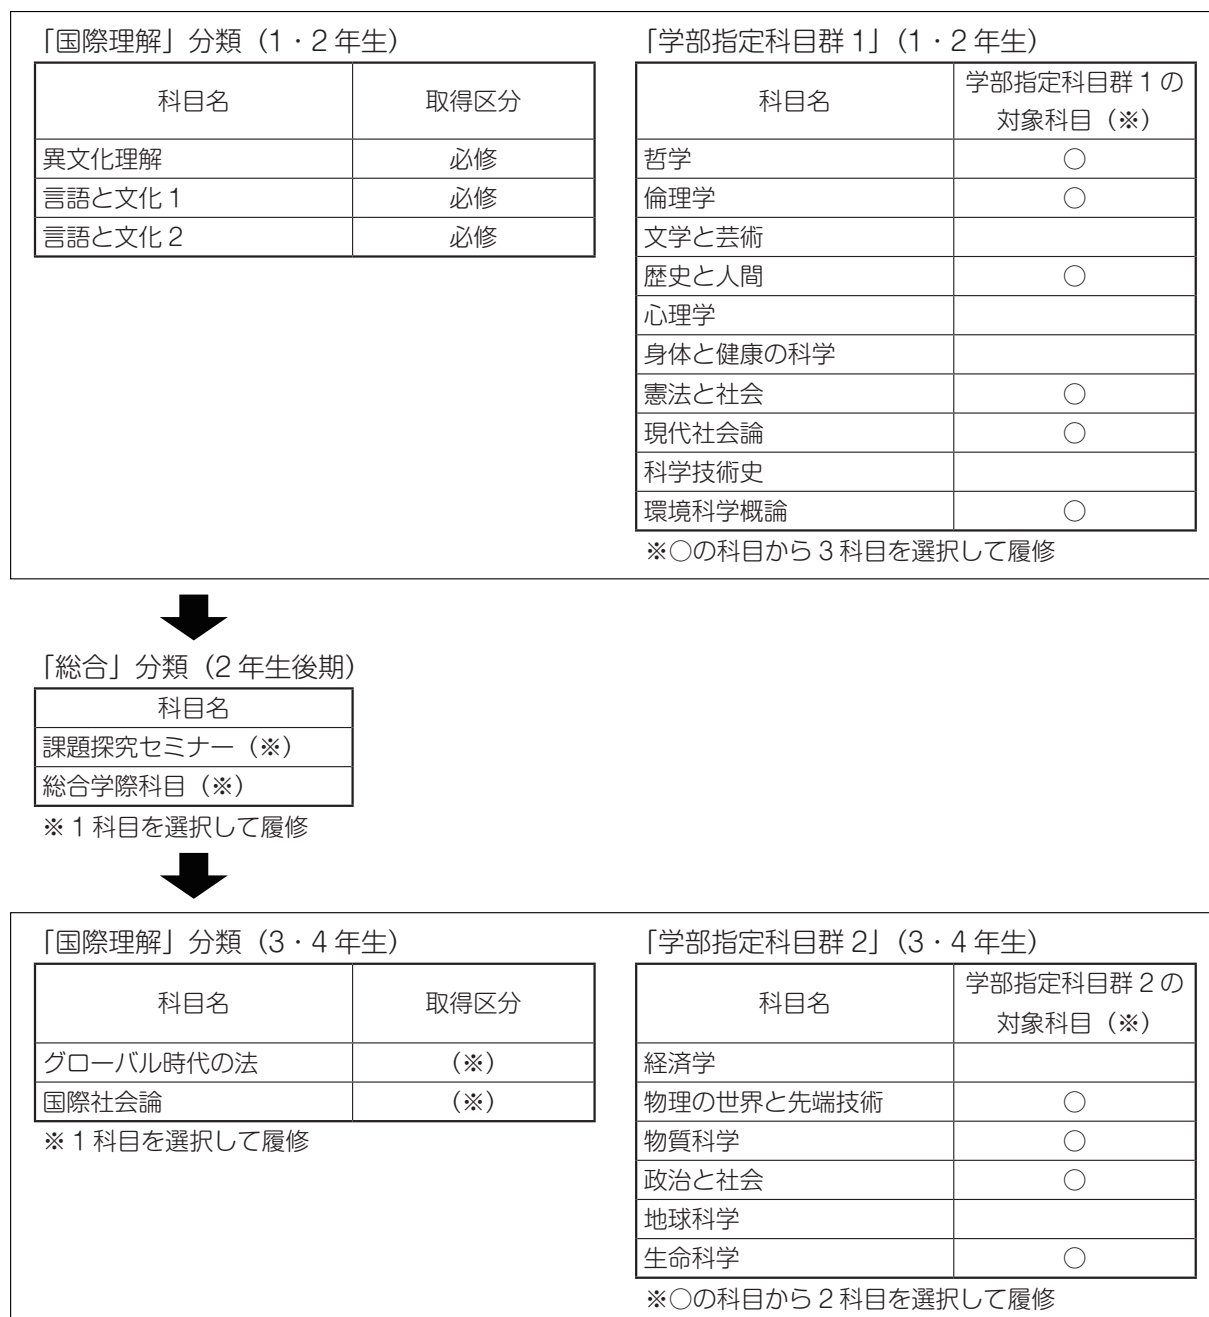 「国際理解」分類（1・2年生）
科目名 取得区分
異文化理解 必修
言語と文化1 必修
言語と文化2 必修
「学部指定科目群1」（1・2年生）
科目名 学部指定科目群1の
対象科目（※）
哲学 ○
倫理学 ○
文学と芸術
歴史と人間 ○
心理学
身体と健康の科学
憲法と社会 ○
現代社会論 ○
科学技術史
環境科学概論 ○
※○の科目から3科目を選択して履修
「総合」分類（2年生後期）
科目名
課題探究セミナー（※）
総合学際科目（※）
※1科目を選択して履修
「国際理解」分類（3・4年生）
科目名 取得区分
グローバル時代の法 （※）
国際社会論 （※）
※1科目を選択して履修
「学部指定科目群2」（3・4年生）
科目名 学部指定科目群2の
対象科目（※）
経済学
物理の世界と先端技術 ○
物質科学 ○
政治と社会 ○
地球科学
生命科学 ○
※○の科目から2科目を選択して履修